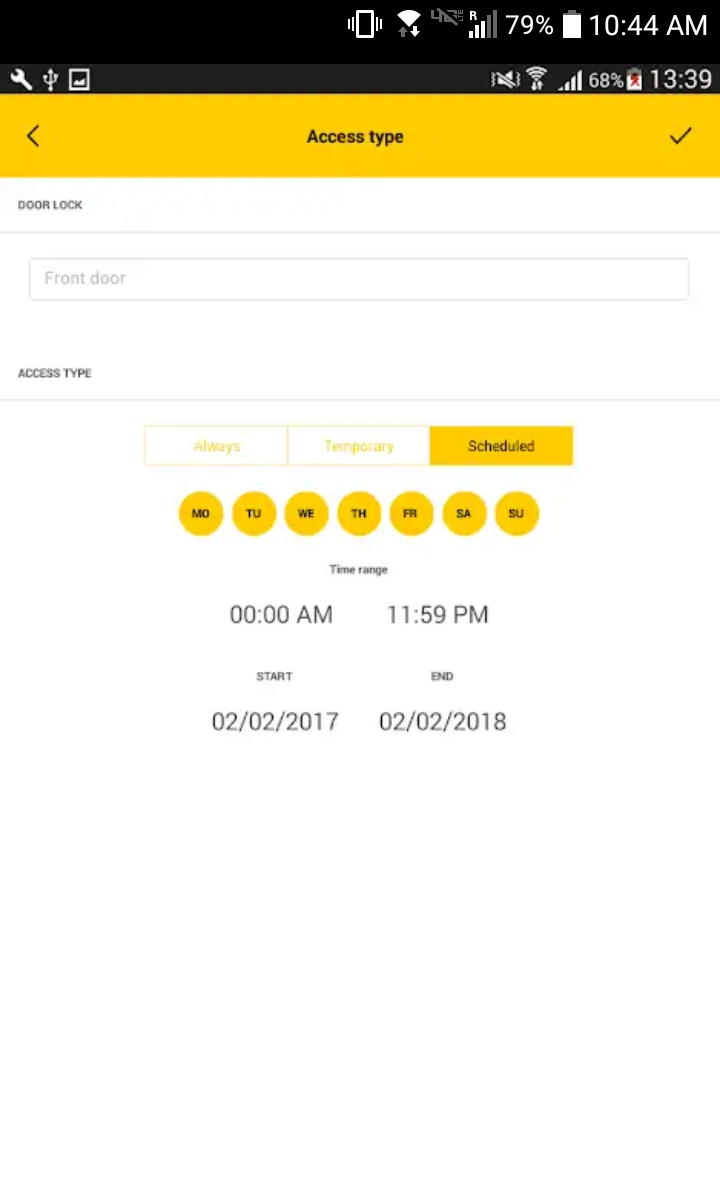 R 79% 10:44 AM
68% 13:39
Access type
DOOR LOCK
Front door
ACCESS TYPE
Always Temporary Scheduled
MO TU WE TH FR SA SU
Time range
00:00 AM 11:59 PM
START END
02/02/2017 02/02/2018